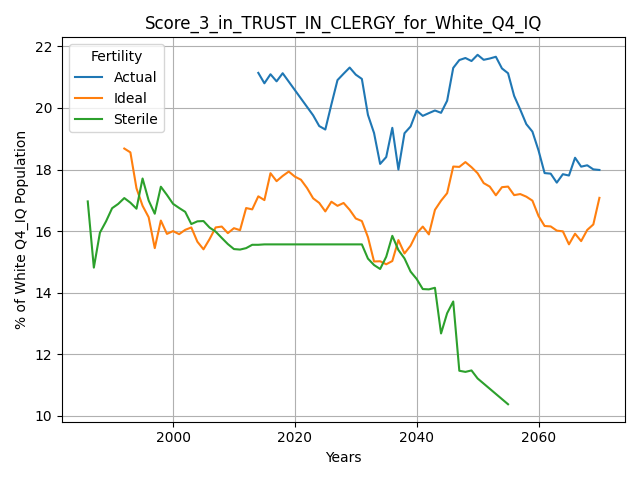 Score_3_in_TRUST_IN_CLERGY_for_White_Q4_IQ
Fertility
Actual
Ideal
Sterile
% of White Q4_IQ Population
22
20
18
16
14
12
10
2000
2020
2040
2060
Years